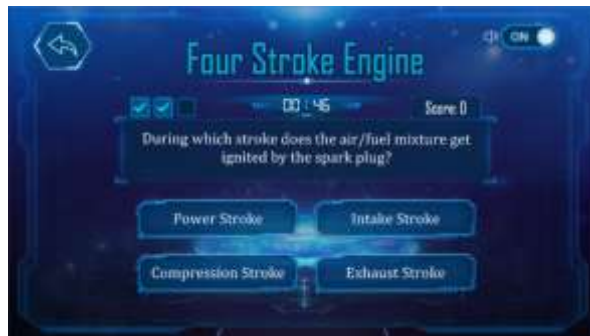 Four Stroke Engine
ON
00:46
Score: 0
During which stroke does the air/fuel mixture get
ignited by the spark plug?
Power Stroke
Intake Stroke
Compression Stroke
Exhaust Stroke